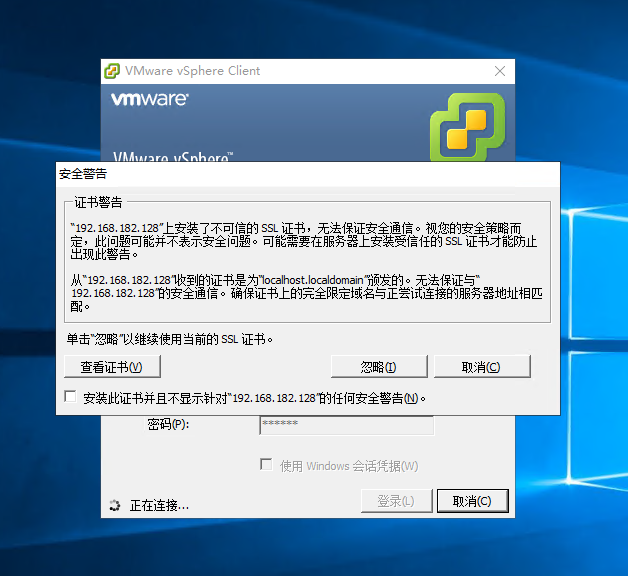 VMware vSphere Client
vmware®
VMware vSphere™
安全警告
证书警告
“192.168.182.128”上安装了不可信的 SSL 证书，无法保证安全通信。视您的安全策略而
定，此问题可能并不表示安全问题。可能需要在服务器上安装受信任的 SSL 证书才能防止
出现此警告。
从“192.168.182.128”收到的证书是为“localhost.localdomain”颁发的。无法保证与“
192.168.182.128”的安全通信。确保证书上的完全限定域名与正尝试连接的服务器地址相匹
配。
单击“忽略”以继续使用当前的 SSL 证书。
查看证书(V) 忽略(I) 取消(C)
安装此证书并且不显示针对“192.168.182.128”的任何安全警告(N)。
密码(P): ******
使用 Windows 会话凭据(W)
正在连接... 登录(L) 取消(C)